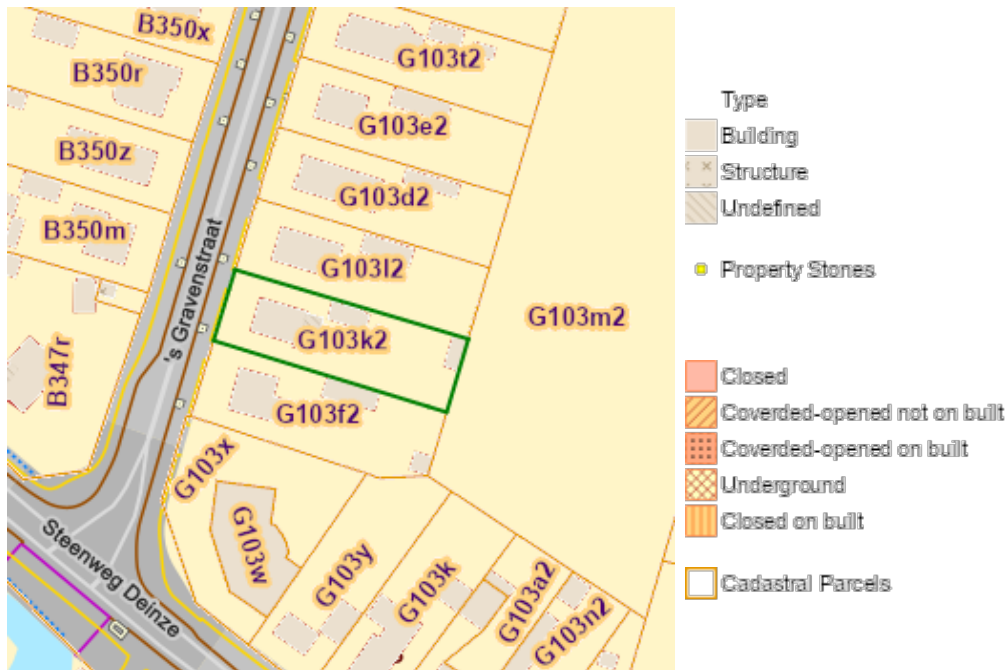 B350x
B350r
G103t2
G103e2
B350z
G103d2
B350m
G103l2
's Gravenstraat
G103m2
G103k2
B347r
G103f2
G103x
G103w
Steenweg Deinze
G103y
G103k
G103a2
G103n2
Type
Building
Structure
Undefined
Property Stones
Closed
Coverded-opened not on built
Coverded-opened on built
Underground
Closed on built
Cadastral Parcels